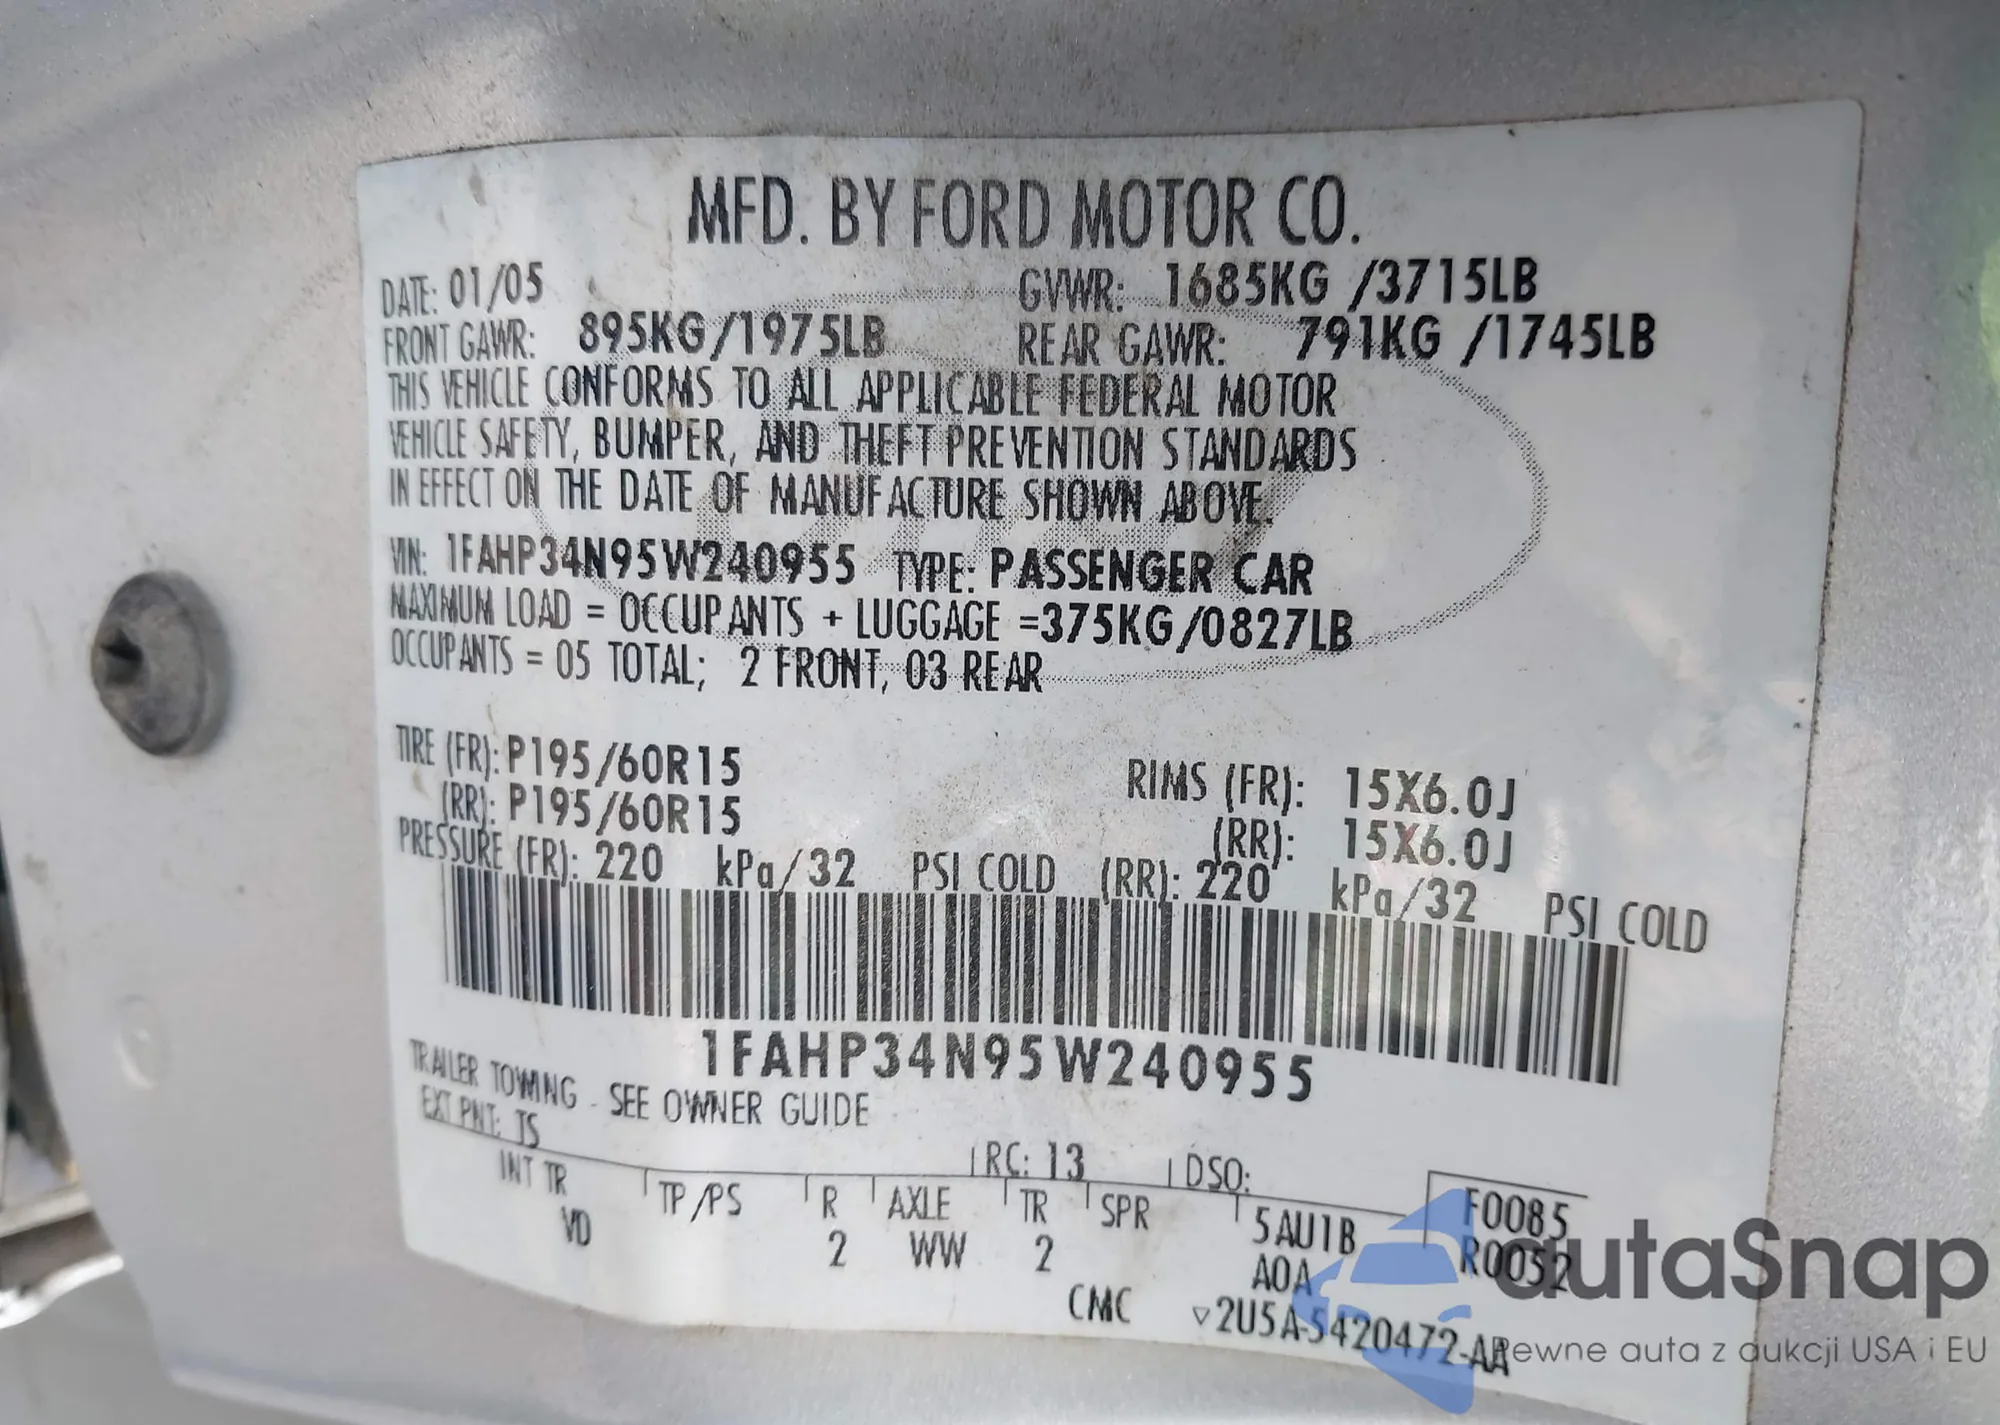 MFD. BY FORD MOTOR CO.
DATE: 01/05 GVWR: 1685KG /3715LB
FRONT GAWR: 895KG/1975LB REAR GAWR: 791KG /1745LB
THIS VEHICLE CONFORMS TO ALL APPLICABLE FEDERAL MOTOR
VEHICLE SAFETY, BUMPER, AND THEFT PREVENTION STANDARDS
IN EFFECT ON THE DATE OF MANUFACTURE SHOWN ABOVE.
VIN: 1FAHP34N95W240955 TYPE: PASSENGER CAR
MAXIMUM LOAD = OCCUPANTS + LUGGAGE =375KG/0827LB
OCCUPANTS = 05 TOTAL; 2 FRONT, 03 REAR
TIRE (FR): P195/60R15 RIMS (FR): 15X6.0J
(RR): P195/60R15 (RR): 15X6.0J
PRESSURE (FR): 220 kPa/32 PSI COLD (RR): 220 kPa/32 PSI COLD
1FAHP34N95W240955
TRAILER TOWING - SEE OWNER GUIDE
EXT PNT: TS RC: 13 DSO:
INT TR TP/PS R AXLE TR SPR 5AU1B F0085
VD 2 WW 2 A0A R0052
CMC ▿2U5A-5420472-AA
autaSnap
Pewne auta z aukcji USA i EU